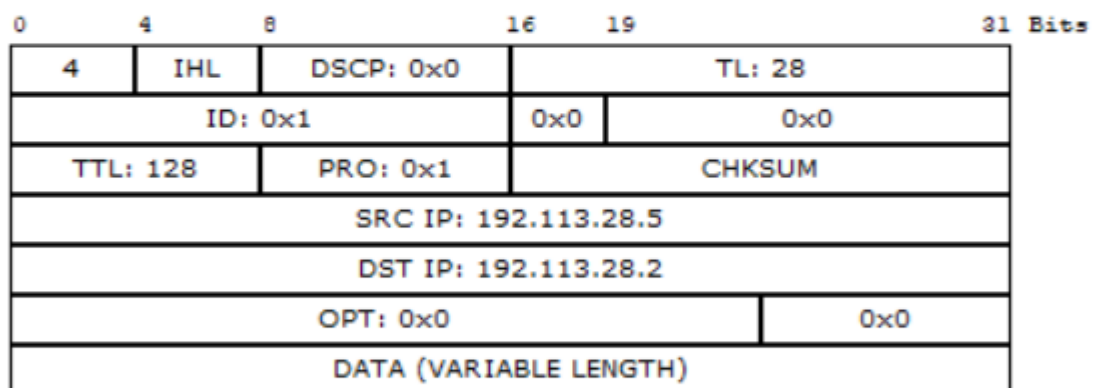 0 4 8 16 19 31 Bits
4 IHL DSCP: 0x0 TL: 28
ID: 0x1 0x0 0x0
TTL: 128 PRO: 0x1 CHKSUM
SRC IP: 192.113.28.5
DST IP: 192.113.28.2
OPT: 0x0 0x0
DATA (VARIABLE LENGTH)